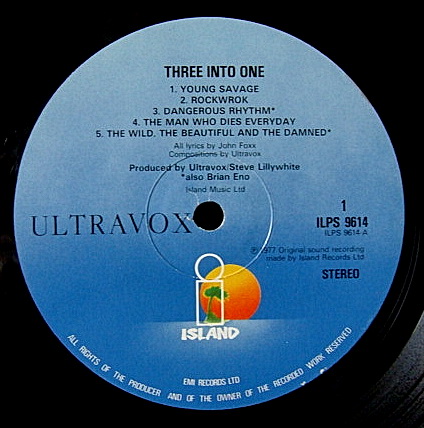 THREE INTO ONE
1. YOUNG SAVAGE
2. ROCKWROK
3. DANGEROUS RHYTHM*
4. THE MAN WHO DIES EVERYDAY
5. THE WILD, THE BEAUTIFUL AND THE DAMNED*
All lyrics by John Foxx
Compositions by Ultravox
Produced by Ultravox/Steve Lillywhite
*also Brian Eno
Island Music Ltd
1
ULTRAVOX
ILPS 9614
ILPS 9614-A
℗ 1977 Original sound recording
made by Island Records Ltd
STEREO
ISLAND
EMI RECORDS LTD
ALL RIGHTS OF THE PRODUCER AND OF THE OWNER OF THE RECORDED WORK RESERVED